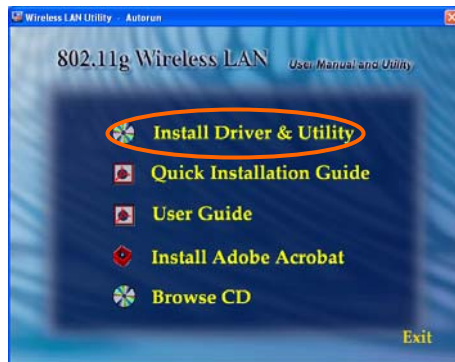 Wireless LAN Utility - Autorun
802.11g Wireless LAN User Manual and Utility
Install Driver & Utility
Quick Installation Guide
User Guide
Install Adobe Acrobat
Browse CD
Exit